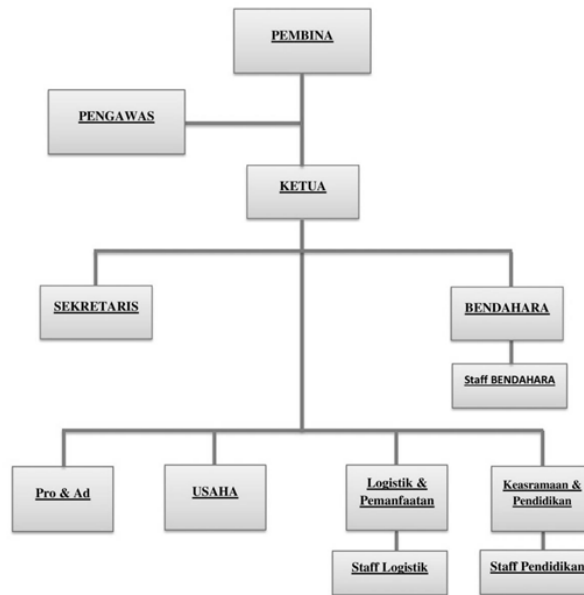 PEMBINA
PENGAWAS
KETUA
SEKRETARIS
BENDAHARA
Staff BENDAHARA
Pro & Ad
USAHA
Logistik &
Pemanfaatan
Keasramaan &
Pendidikan
Staff Logistik
Staff Pendidikan